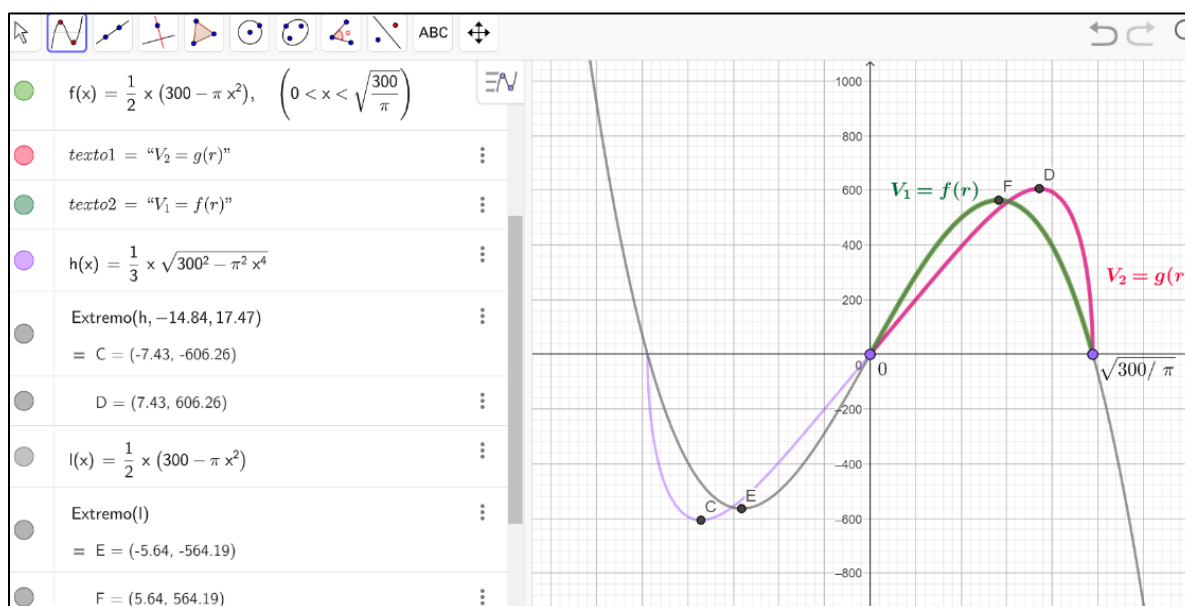 ABC
f(x) = 1/2 x (300 − π x²), (0 < x < √(300/π))
texto1 = “V₂ = g(r)”
texto2 = “V₁ = f(r)”
h(x) = 1/3 x √(300² − π² x⁴)
Extremo(h, −14.84, 17.47)
= C = (-7.43, -606.26)
D = (7.43, 606.26)
l(x) = 1/2 x (300 − π x²)
Extremo(l)
= E = (-5.64, -564.19)
F = (5.64, 564.19)
1000
800
600
400
200
0
−200
−400
−600
−800
V₁ = f(r)
F
D
V₂ = g(r
0
√300/ π
C
E